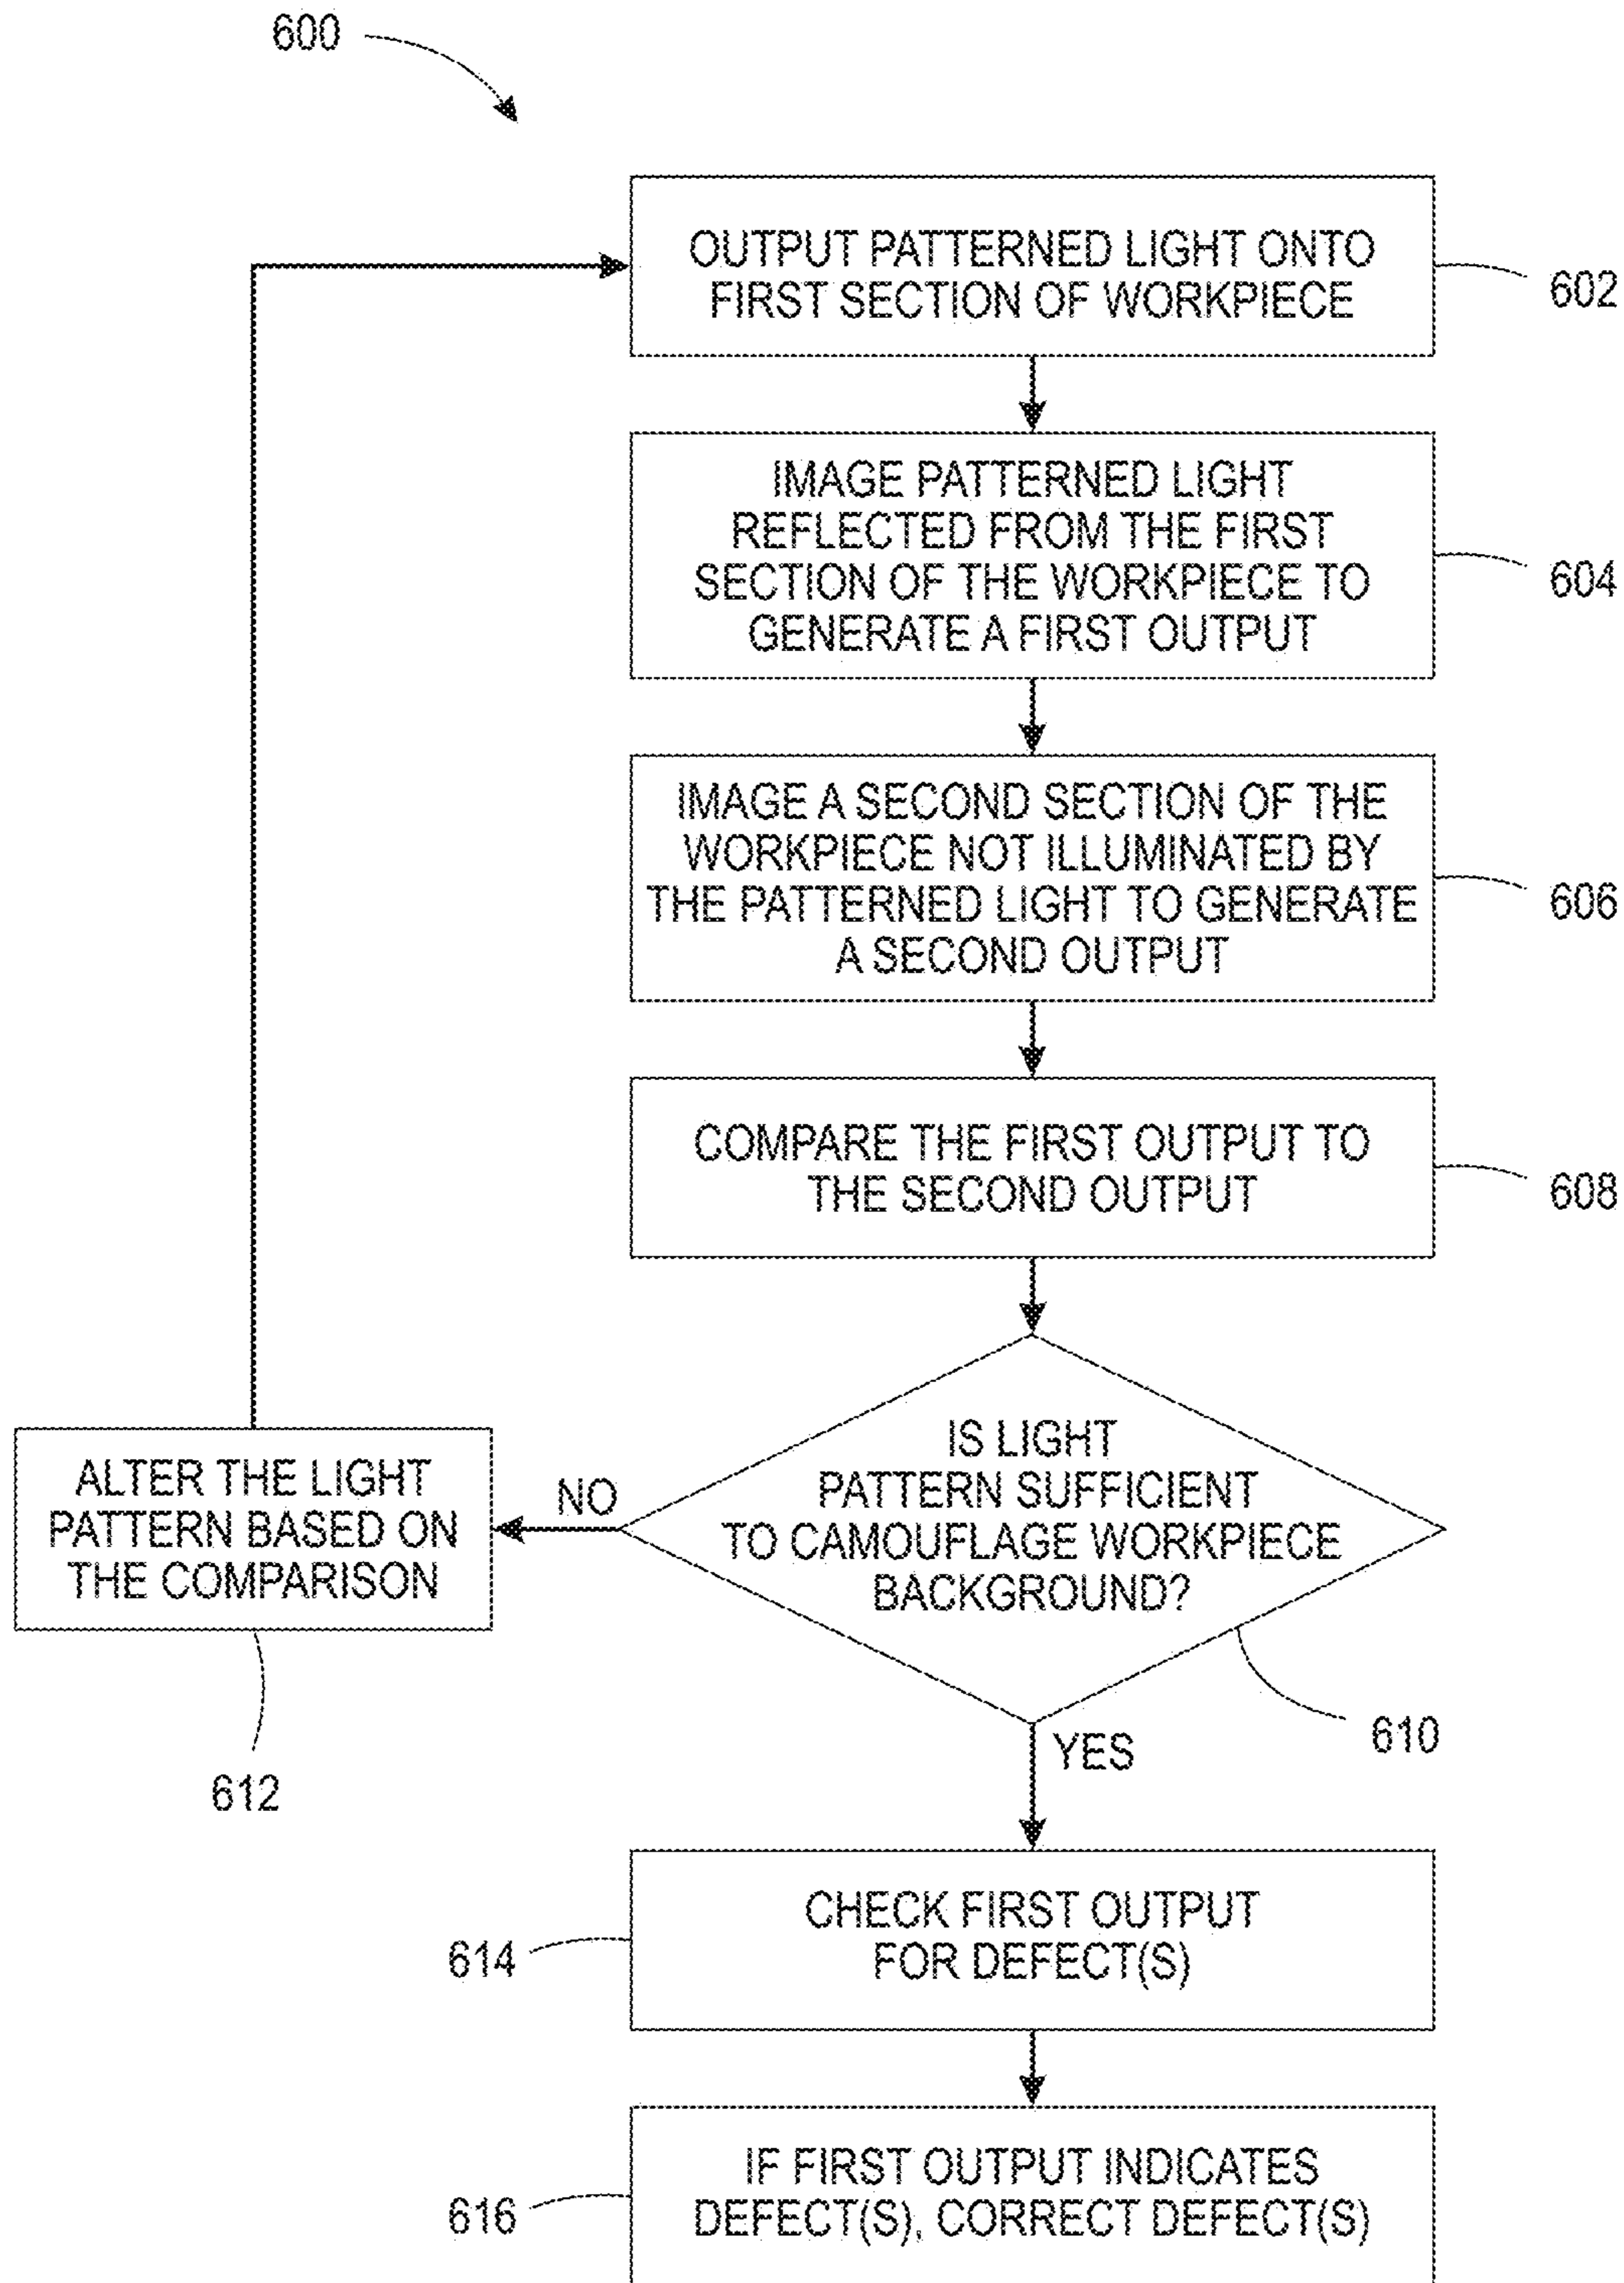 600
OUTPUT PATTERNED LIGHT ONTO
FIRST SECTION OF WORKPIECE
602
IMAGE PATTERNED LIGHT
REFLECTED FROM THE FIRST
SECTION OF THE WORKPIECE TO
GENERATE A FIRST OUTPUT
604
IMAGE A SECOND SECTION OF THE
WORKPIECE NOT ILLUMINATED BY
THE PATTERNED LIGHT TO GENERATE
A SECOND OUTPUT
606
COMPARE THE FIRST OUTPUT TO
THE SECOND OUTPUT
608
IS LIGHT
PATTERN SUFFICIENT
TO CAMOUFLAGE WORKPIECE
BACKGROUND?
610
NO
ALTER THE LIGHT
PATTERN BASED ON
THE COMPARISON
612
YES
CHECK FIRST OUTPUT
FOR DEFECT(S)
614
IF FIRST OUTPUT INDICATES
DEFECT(S), CORRECT DEFECT(S)
616